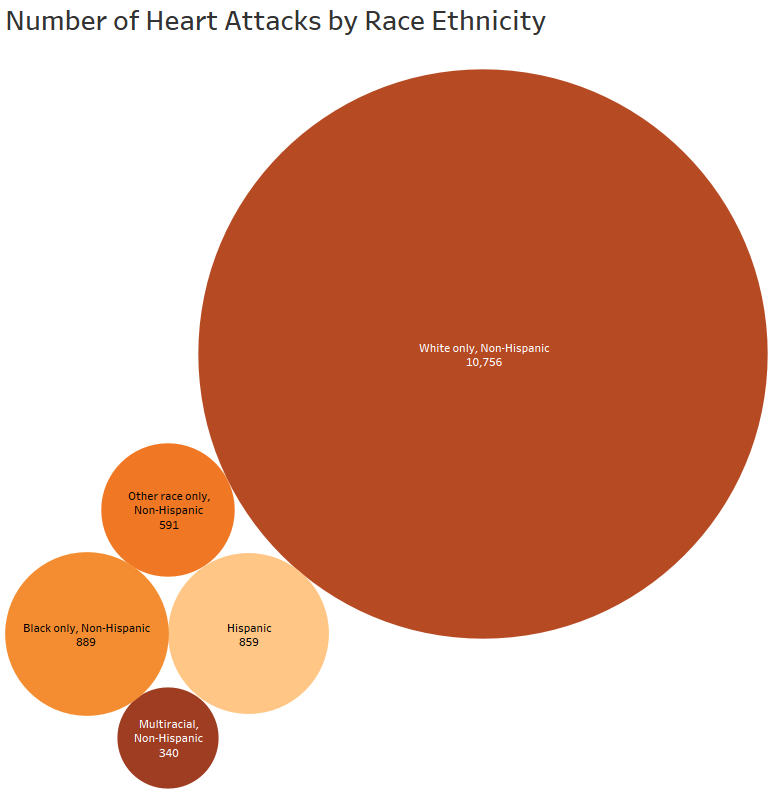 Number of Heart Attacks by Race Ethnicity
White only, Non-Hispanic
10,756
Other race only,
Non-Hispanic
591
Black only, Non-Hispanic
889
Hispanic
859
Multiracial,
Non-Hispanic
340